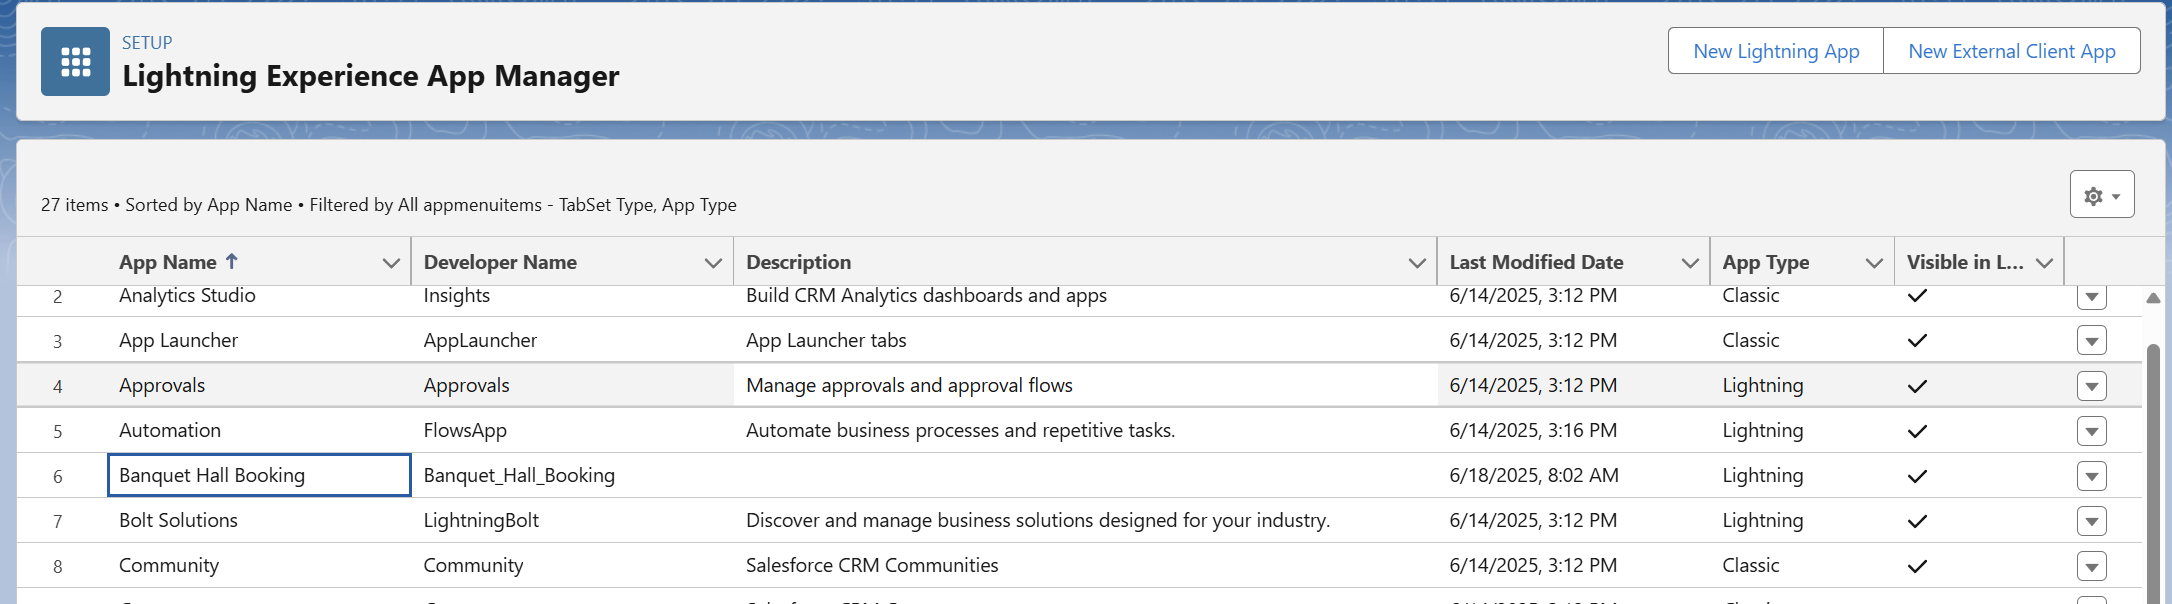 SETUP
Lightning Experience App Manager
New Lightning App New External Client App
27 items • Sorted by App Name • Filtered by All appmenuitems - TabSet Type, App Type
App Name Developer Name Description Last Modified Date App Type Visible in L...
2 Analytics Studio Insights Build CRM Analytics dashboards and apps 6/14/2025, 3:12 PM Classic
3 App Launcher AppLauncher App Launcher tabs 6/14/2025, 3:12 PM Classic
4 Approvals Approvals Manage approvals and approval flows 6/14/2025, 3:12 PM Lightning
5 Automation FlowsApp Automate business processes and repetitive tasks. 6/14/2025, 3:16 PM Lightning
6 Banquet Hall Booking Banquet_Hall_Booking 6/18/2025, 8:02 AM Lightning
7 Bolt Solutions LightningBolt Discover and manage business solutions designed for your industry. 6/14/2025, 3:12 PM Lightning
8 Community Community Salesforce CRM Communities 6/14/2025, 3:12 PM Classic